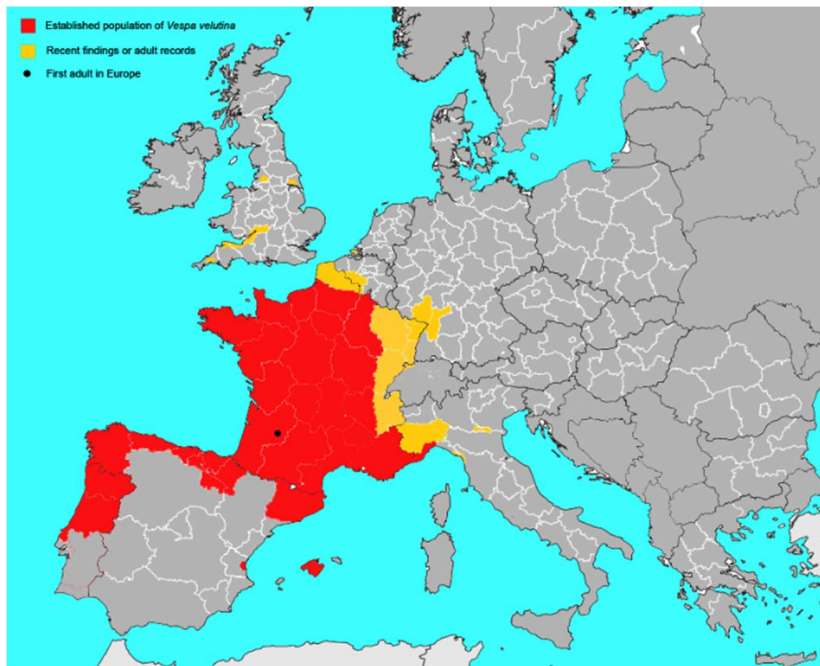 Established population of Vespa velutina
Recent findings or adult records
First adult in Europe